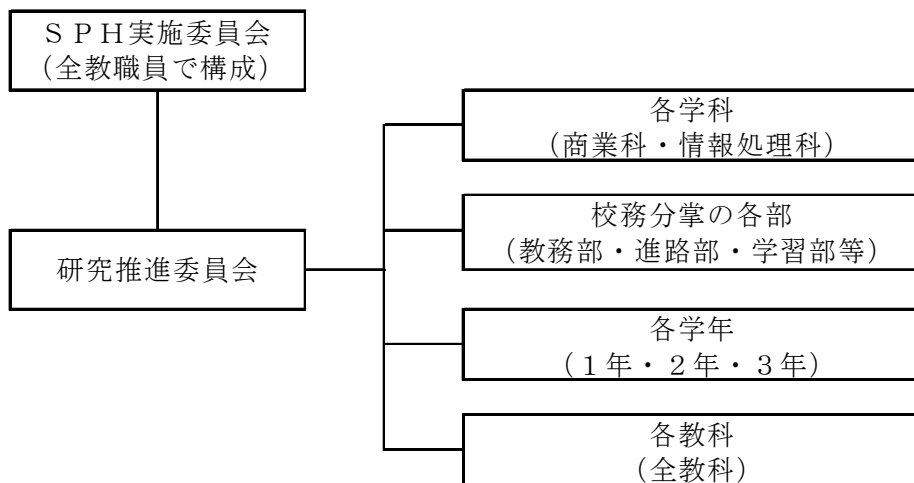 ＳＰＨ実施委員会
（全教職員で構成）
各学科
（商業科・情報処理科）
校務分掌の各部
（教務部・進路部・学習部等）
研究推進委員会
各学年
（１年・２年・３年）
各教科
（全教科）